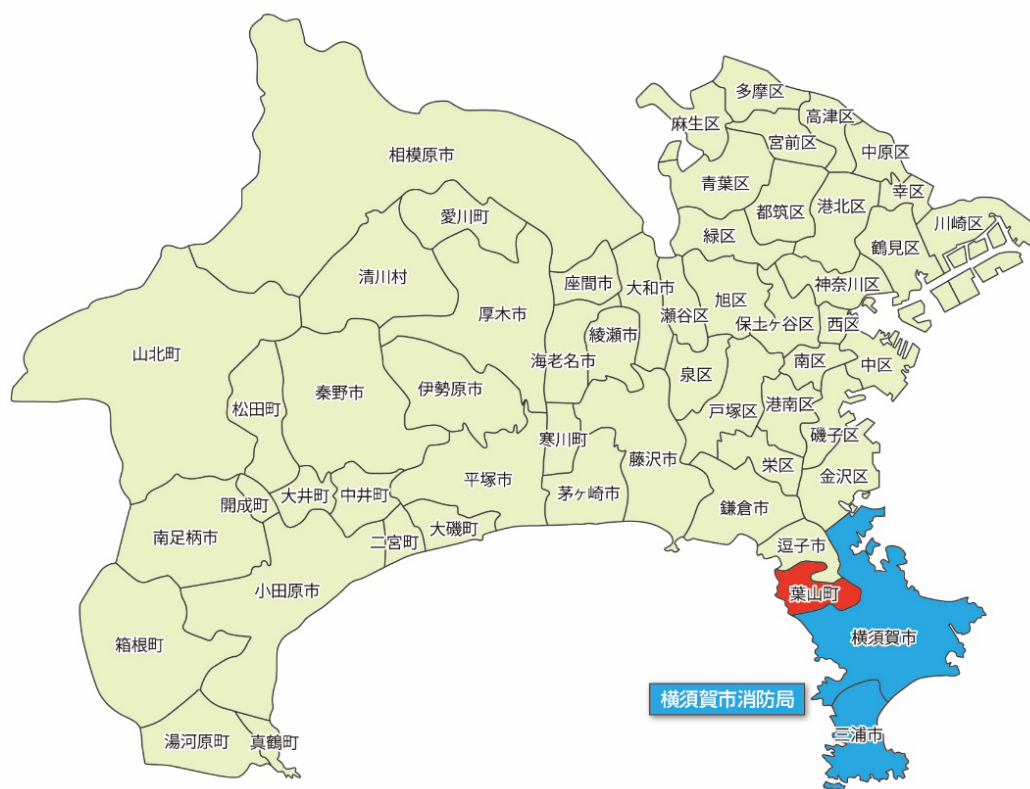 多摩区
麻生区
高津区
宮前区
中原区
相模原市
青葉区
幸区
都筑区
港北区
愛川町
川崎区
緑区
鶴見区
清川村
座間市
大和市
旭区
神奈川区
厚木市
瀬谷区
保土ヶ谷区
西区
綾瀬市
山北町
海老名市
南区
中区
泉区
秦野市
伊勢原市
松田町
戸塚区
港南区
磯子区
寒川町
藤沢市
栄区
平塚市
金沢区
茅ヶ崎市
大井町
中井町
開成町
鎌倉市
大磯町
南足柄市
二宮町
逗子市
小田原市
葉山町
横須賀市
箱根町
横須賀市消防局
三浦市
湯河原町
真鶴町